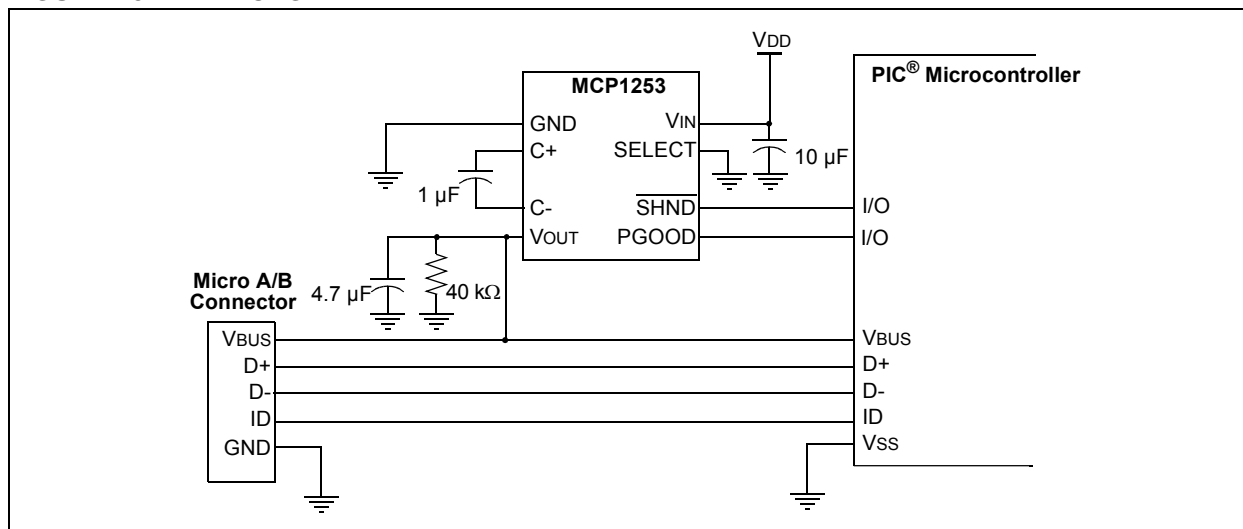 VDD
PIC® Microcontroller
MCP1253
GND
VIN
C+
SELECT
10 µF
1 µF
C-
SHND
I/O
VOUT
PGOOD
I/O
Micro A/B
Connector
4.7 µF
40 kΩ
VBUS
VBUS
D+
D+
D-
D-
ID
ID
GND
VSS